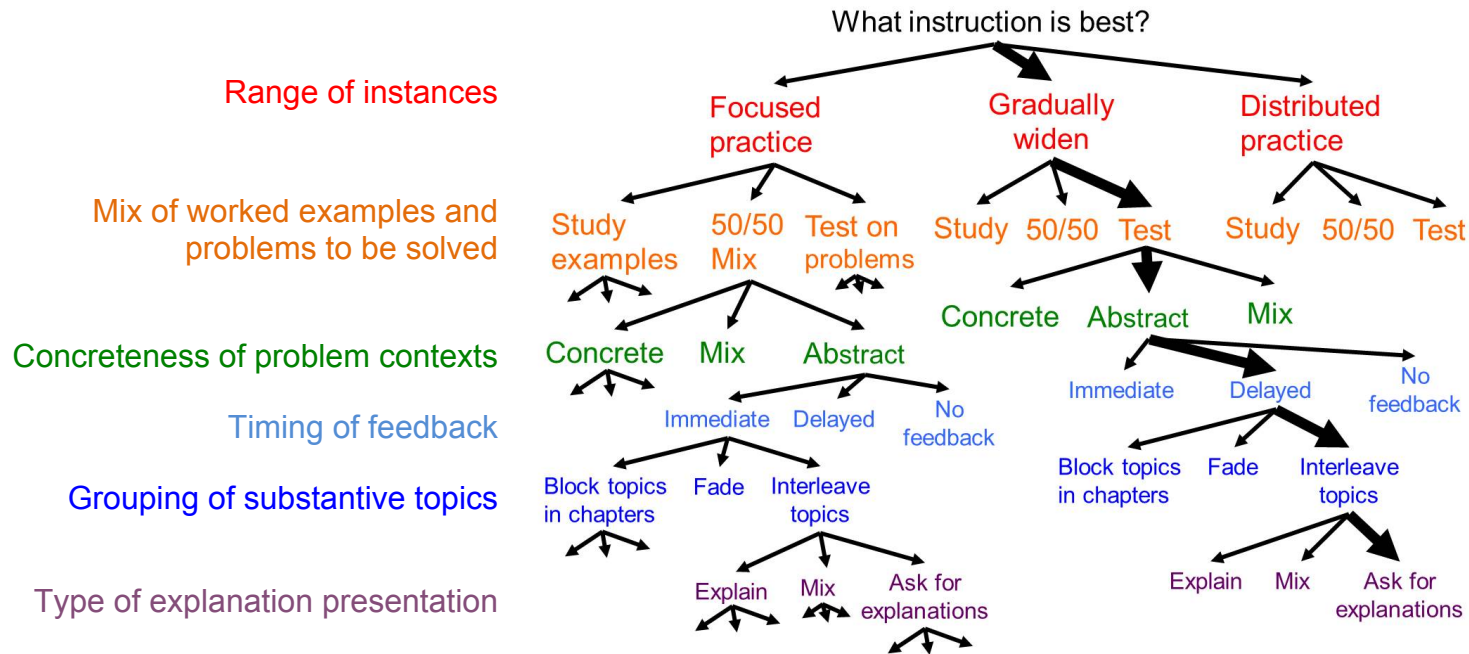 What instruction is best?
Range of instances
Focused
practice
Gradually
widen
Distributed
practice
Mix of worked examples and
problems to be solved
Study
examples
50/50
Mix
Test on
problems
Study
50/50
Test
Study
50/50
Test
Concreteness of problem contexts
Concrete
Mix
Abstract
Concrete
Abstract
Mix
Timing of feedback
Immediate
Delayed
No
feedback
Immediate
Delayed
No
feedback
Grouping of substantive topics
Block topics
in chapters
Fade
Interleave
topics
Block topics
in chapters
Fade
Interleave
topics
Type of explanation presentation
Explain
Mix
Ask for
explanations
Explain
Mix
Ask for
explanations